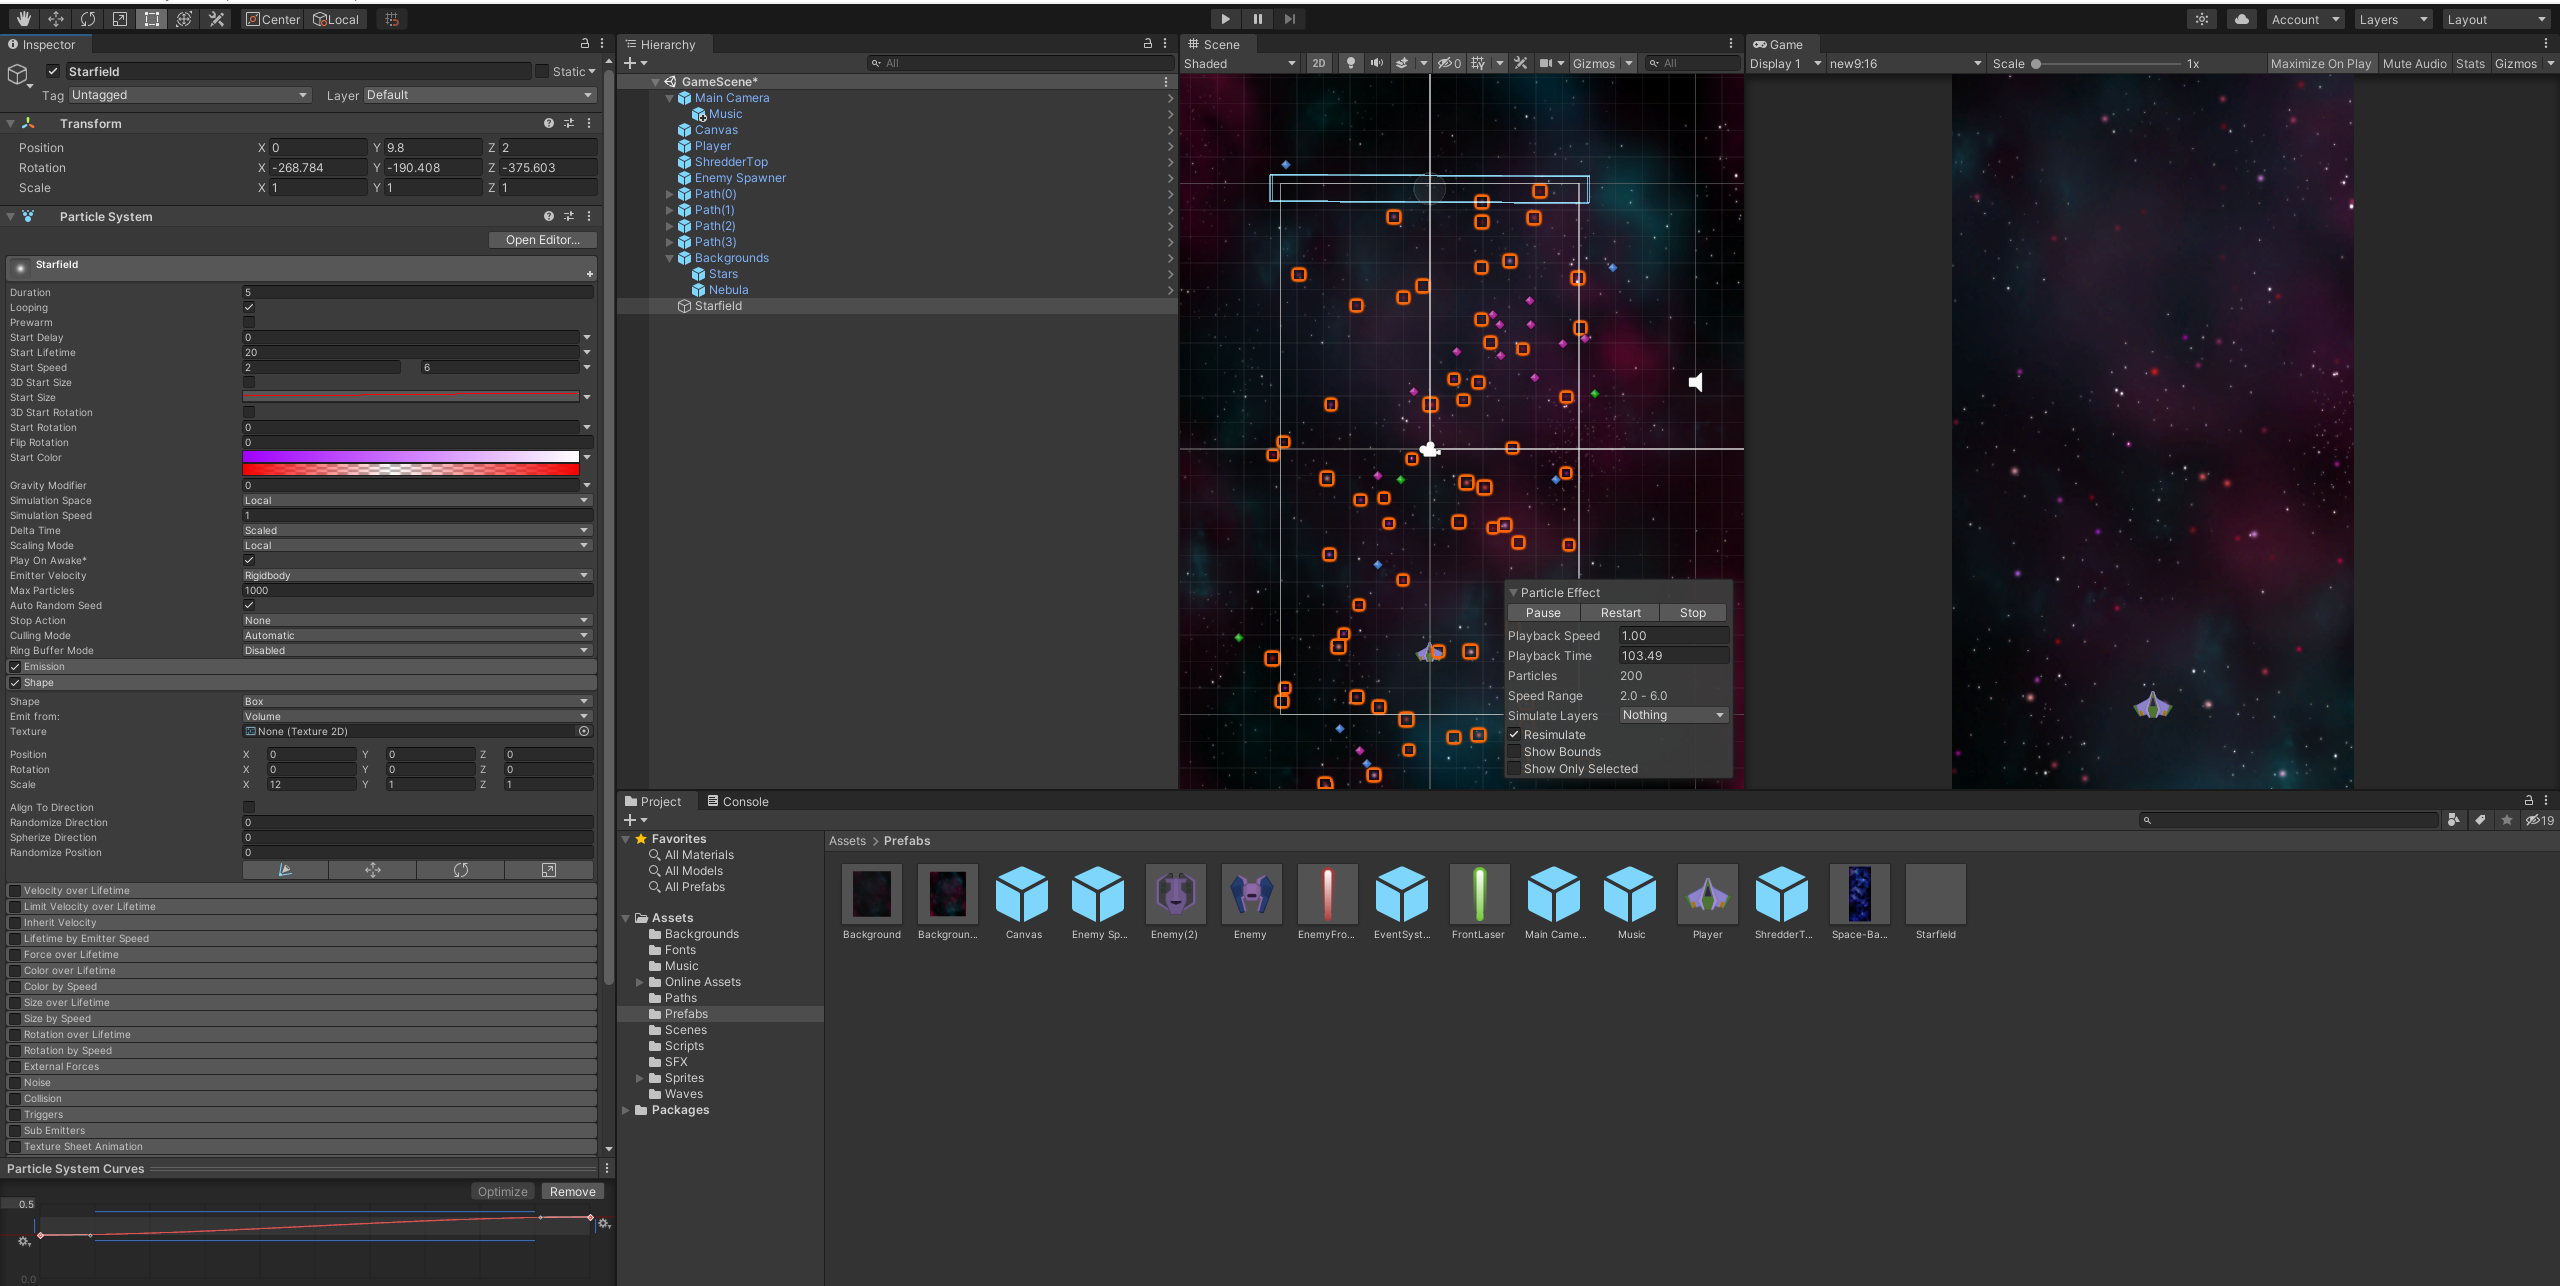 Center
Local
Account
Layers
Layout
Inspector
Starfield
Static
Tag Untagged
Layer Default
Transform
Position X 0 Y 9.8 Z 2
Rotation X -268.784 Y -190.408 Z -375.603
Scale X 1 Y 1 Z 1
Particle System
Open Editor...
Starfield
Duration 5
Looping
Prewarm
Start Delay 0
Start Lifetime 20
Start Speed 2 6
3D Start Size
Start Size
3D Start Rotation
Start Rotation 0
Flip Rotation 0
Start Color
Gravity Modifier 0
Simulation Space Local
Simulation Speed 1
Delta Time Scaled
Scaling Mode Local
Play On Awake*
Emitter Velocity Rigidbody
Max Particles 1000
Auto Random Seed
Stop Action None
Culling Mode Automatic
Ring Buffer Mode Disabled
Emission
Shape
Shape Box
Emit from: Volume
Texture None (Texture 2D)
Position X 0 Y 0 Z 0
Rotation X 0 Y 0 Z 0
Scale X 12 Y 1 Z 1
Align To Direction
Randomize Direction 0
Spherize Direction 0
Randomize Position 0
Velocity over Lifetime
Limit Velocity over Lifetime
Inherit Velocity
Lifetime by Emitter Speed
Force over Lifetime
Color over Lifetime
Color by Speed
Size over Lifetime
Size by Speed
Rotation over Lifetime
Rotation by Speed
External Forces
Noise
Collision
Triggers
Sub Emitters
Texture Sheet Animation
Particle System Curves
Optimize
Remove
0.5
0.0
Hierarchy
All
GameScene*
Main Camera
Music
Canvas
Player
ShredderTop
Enemy Spawner
Path(0)
Path(1)
Path(2)
Path(3)
Backgrounds
Stars
Nebula
Starfield
Scene
Shaded
2D
0
Gizmos
All
Particle Effect
Pause
Restart
Stop
Playback Speed 1.00
Playback Time 103.49
Particles 200
Speed Range 2.0 - 6.0
Simulate Layers Nothing
Resimulate
Show Bounds
Show Only Selected
Game
Display 1
new9:16
Scale
1x
Maximize On Play
Mute Audio
Stats
Gizmos
Project
Console
19
Favorites
All Materials
All Models
All Prefabs
Assets
Backgrounds
Fonts
Music
Online Assets
Paths
Prefabs
Scenes
Scripts
SFX
Sprites
Waves
Packages
Assets > Prefabs
Background
Backgroun...
Canvas
Enemy Sp...
Enemy(2)
Enemy
EnemyFro...
EventSyst...
FrontLaser
Main Came...
Music
Player
ShredderT...
Space-Ba...
Starfield